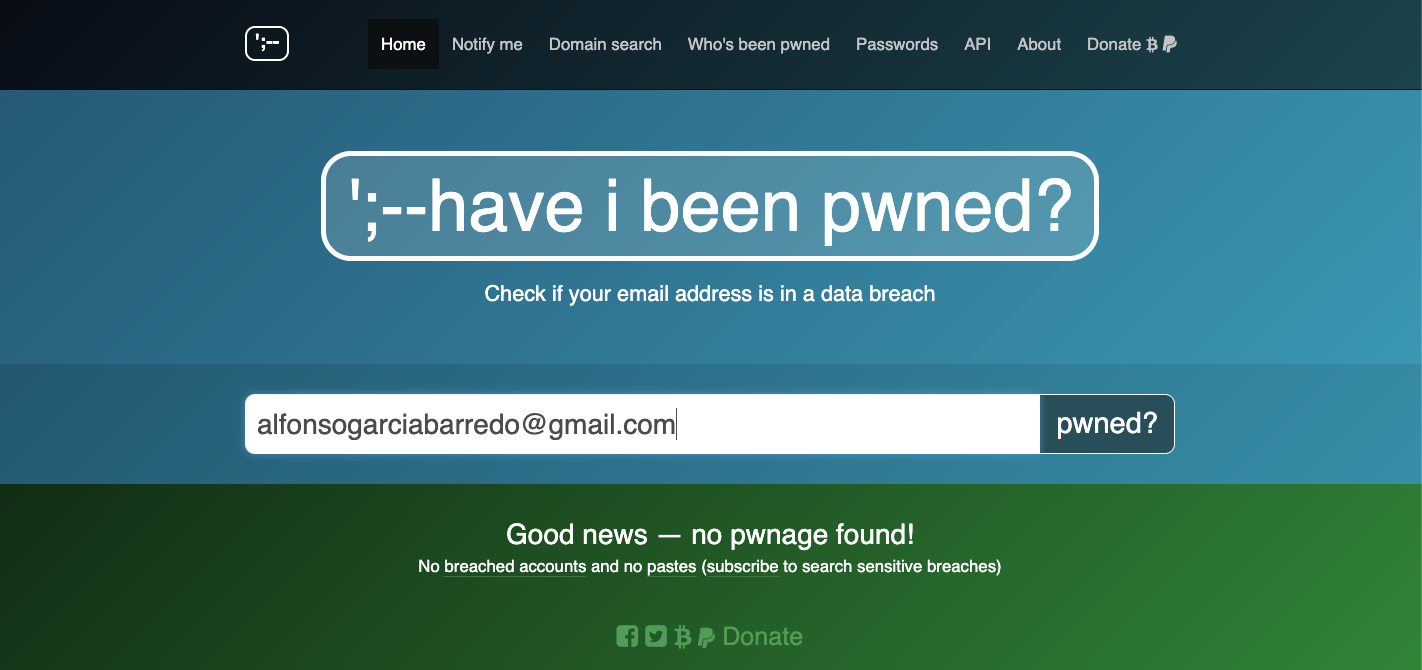 ';--
Home Notify me Domain search Who's been pwned Passwords API About Donate
';--have i been pwned?
Check if your email address is in a data breach
alfonsogarciabarredo@gmail.com pwned?
Good news — no pwnage found!
No breached accounts and no pastes (subscribe to search sensitive breaches)
Donate